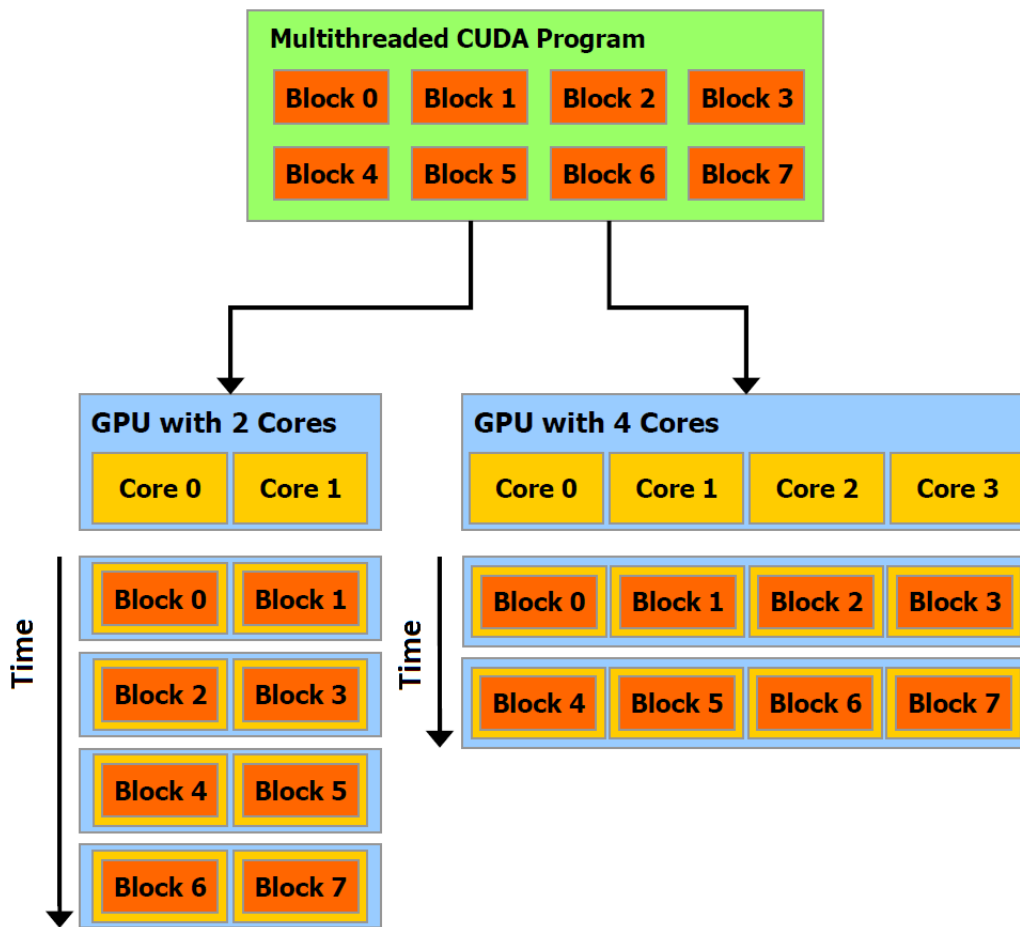 Multithreaded CUDA Program
Block 0 Block 1 Block 2 Block 3
Block 4 Block 5 Block 6 Block 7
GPU with 2 Cores
Core 0 Core 1
Time
Block 0 Block 1
Block 2 Block 3
Block 4 Block 5
Block 6 Block 7
GPU with 4 Cores
Core 0 Core 1 Core 2 Core 3
Time
Block 0 Block 1 Block 2 Block 3
Block 4 Block 5 Block 6 Block 7